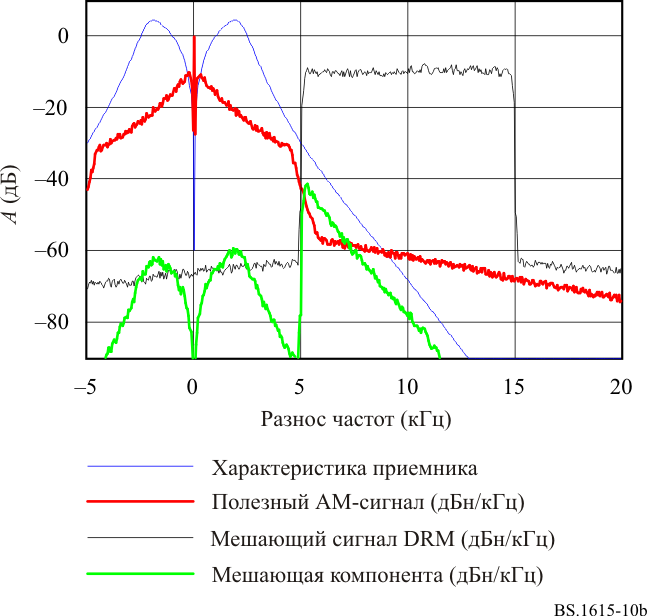 0
–20
–40
–60
–80
A (дБ)
–5 0 5 10 15 20
Разнос частот (кГц)
Характеристика приемника
Полезный АМ-сигнал (дБн/кГц)
Мешающий сигнал DRM (дБн/кГц)
Мешающая компонента (дБн/кГц)
BS.1615-10b